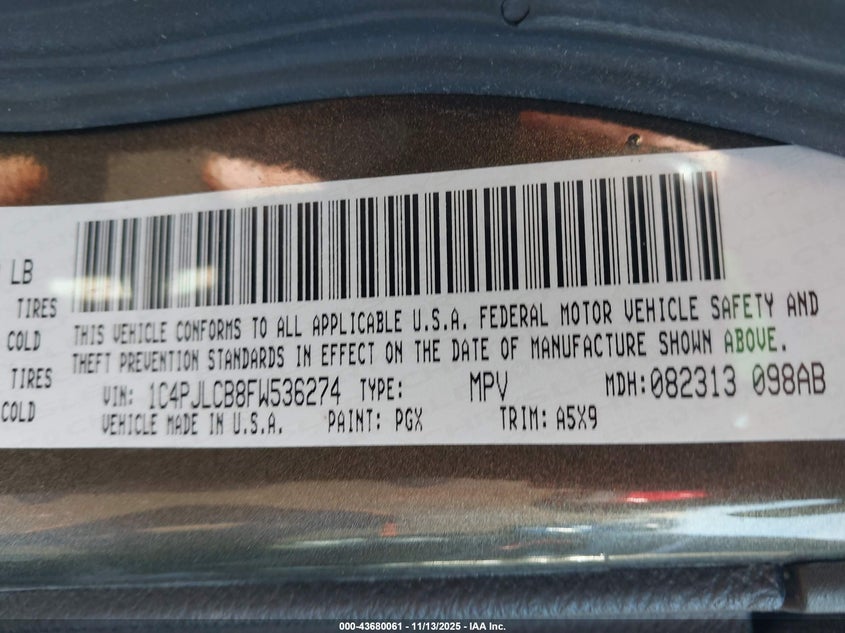 LB
TIRES
COLD
TIRES
COLD
THIS VEHICLE CONFORMS TO ALL APPLICABLE U.S.A. FEDERAL MOTOR VEHICLE SAFETY AND
THEFT PREVENTION STANDARDS IN EFFECT ON THE DATE OF MANUFACTURE SHOWN ABOVE.
VIN: 1C4PJLCB8FW536274 TYPE: MPV MDH:082313 098AB
VEHICLE MADE IN U.S.A. PAINT: PGX TRIM: A5X9
000-43680061 - 11/13/2025 - IAA Inc.